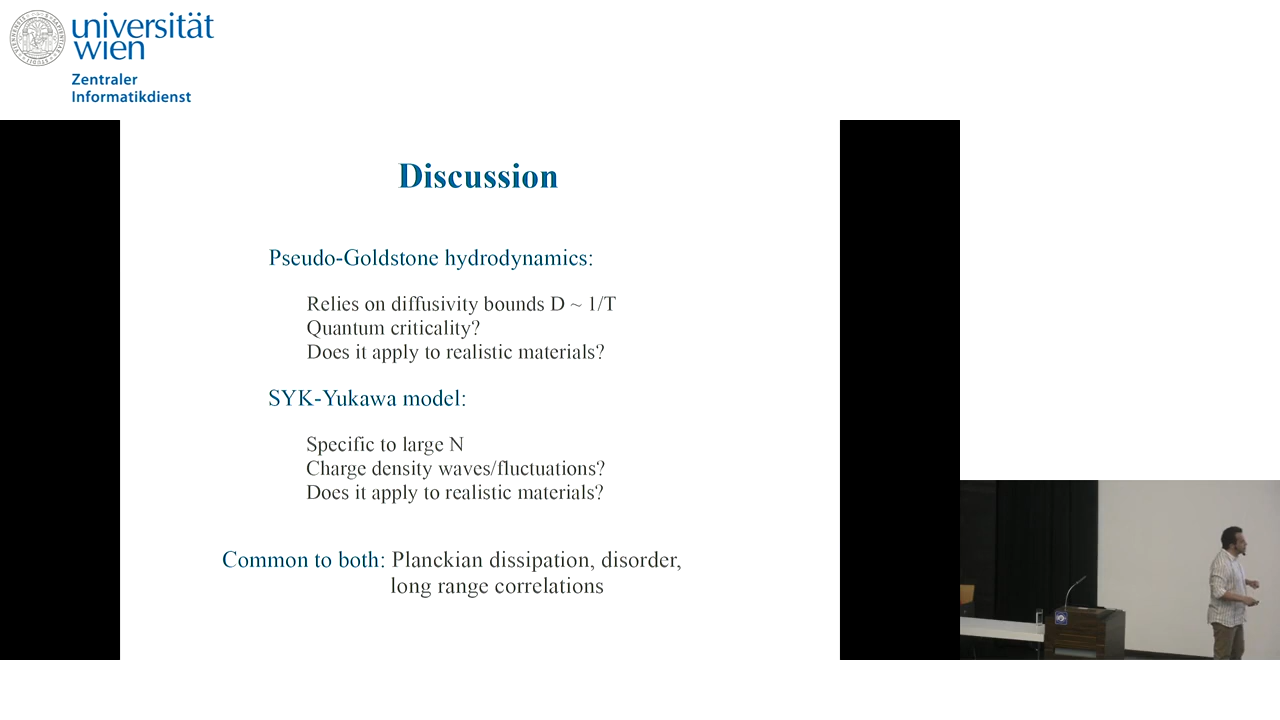 universität
wien
Zentraler
Informatikdienst
Discussion
Pseudo-Goldstone hydrodynamics:
Relies on diffusivity bounds D ~ 1/T
Quantum criticality?
Does it apply to realistic materials?
SYK-Yukawa model:
Specific to large N
Charge density waves/fluctuations?
Does it apply to realistic materials?
Common to both: Planckian dissipation, disorder,
long range correlations